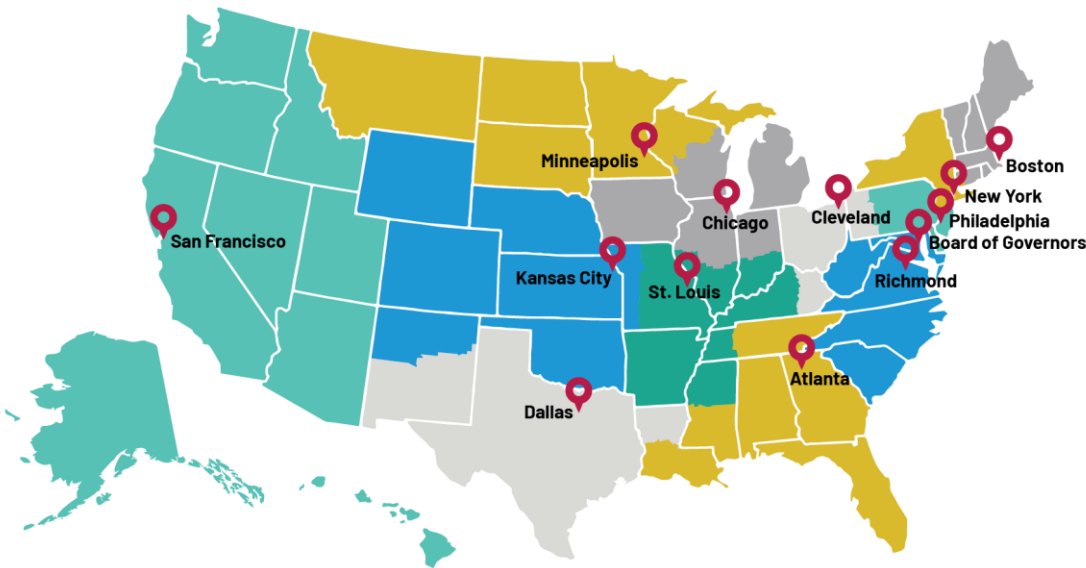 Minneapolis
Boston
New York
Chicago
Cleveland
Philadelphia
San Francisco
Board of Governors
Kansas City
Richmond
St. Louis
Atlanta
Dallas